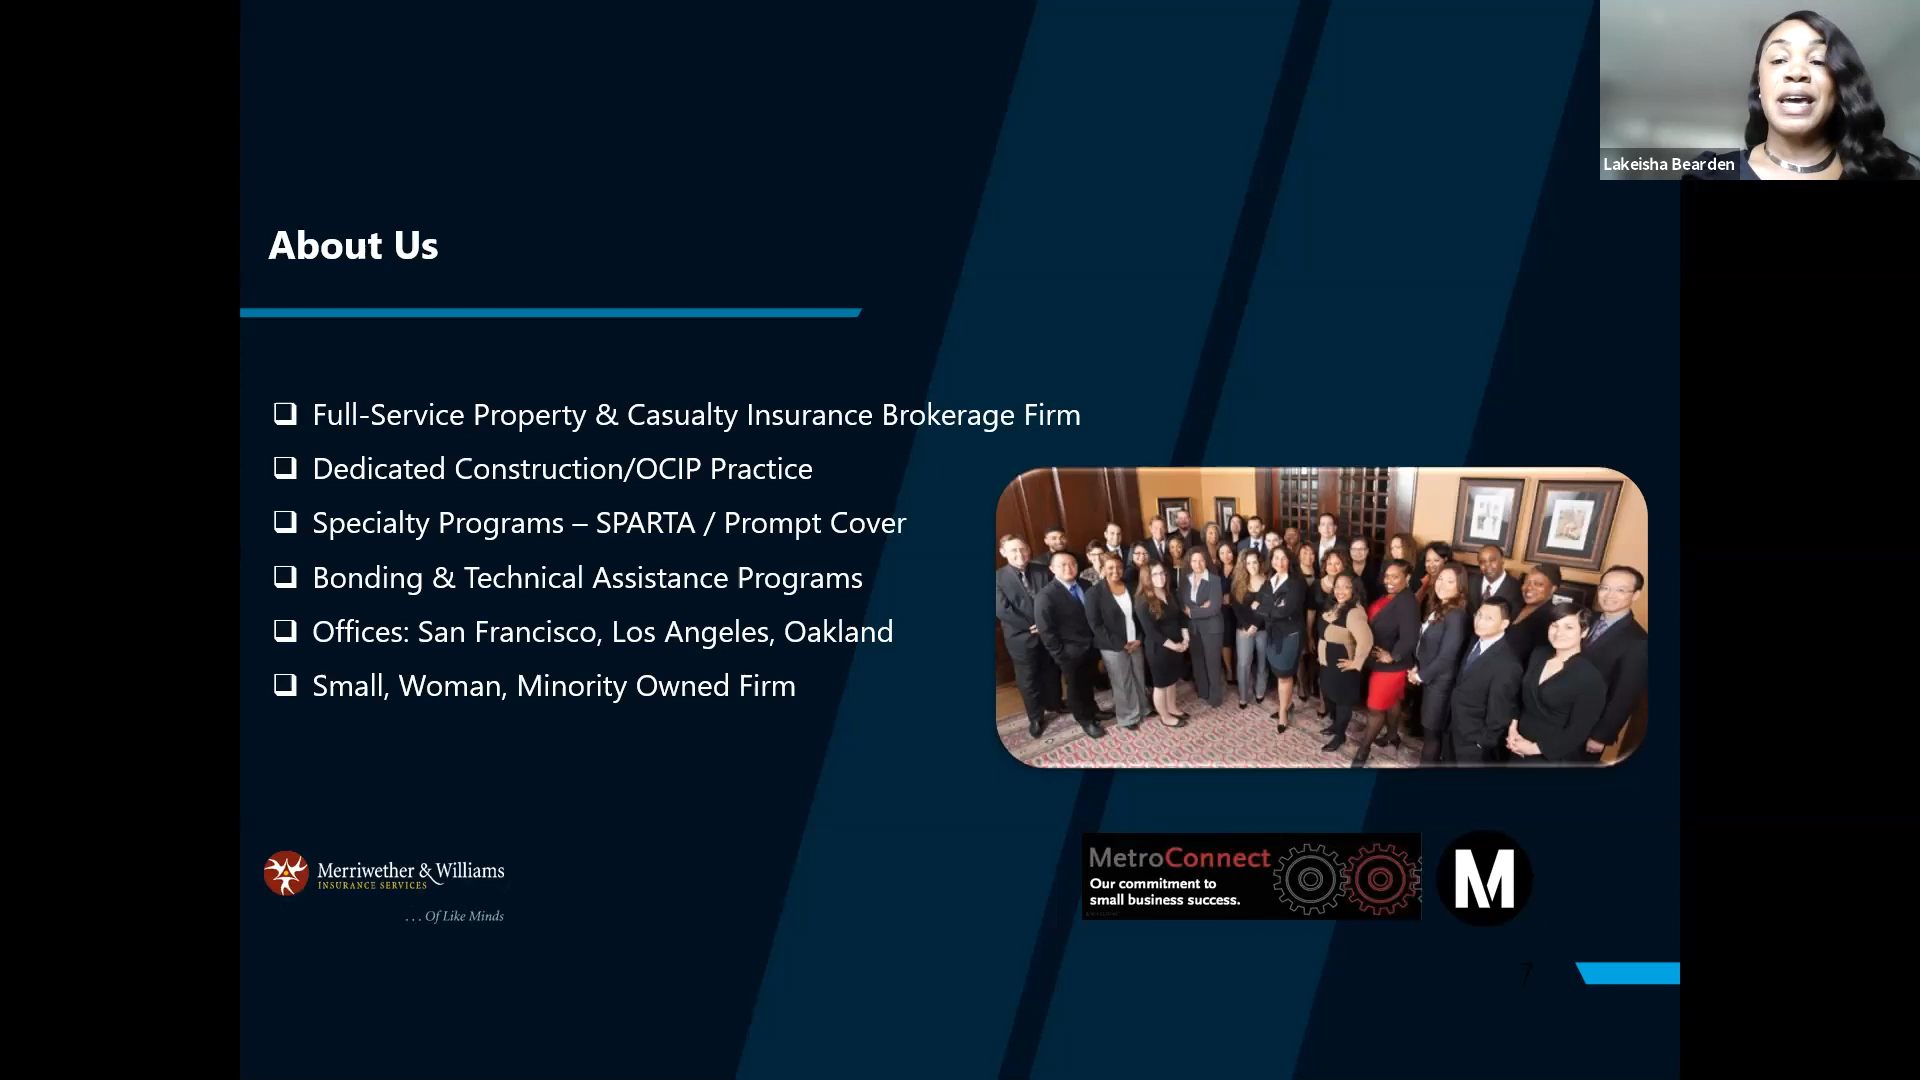 Lakeisha Bearden
About Us
❑ Full-Service Property & Casualty Insurance Brokerage Firm
❑ Dedicated Construction/OCIP Practice
❑ Specialty Programs – SPARTA / Prompt Cover
❑ Bonding & Technical Assistance Programs
❑ Offices: San Francisco, Los Angeles, Oakland
❑ Small, Woman, Minority Owned Firm
Merriwether & Williams
INSURANCE SERVICES
. . . Of Like Minds
MetroConnect
Our commitment to
small business success.
M
7